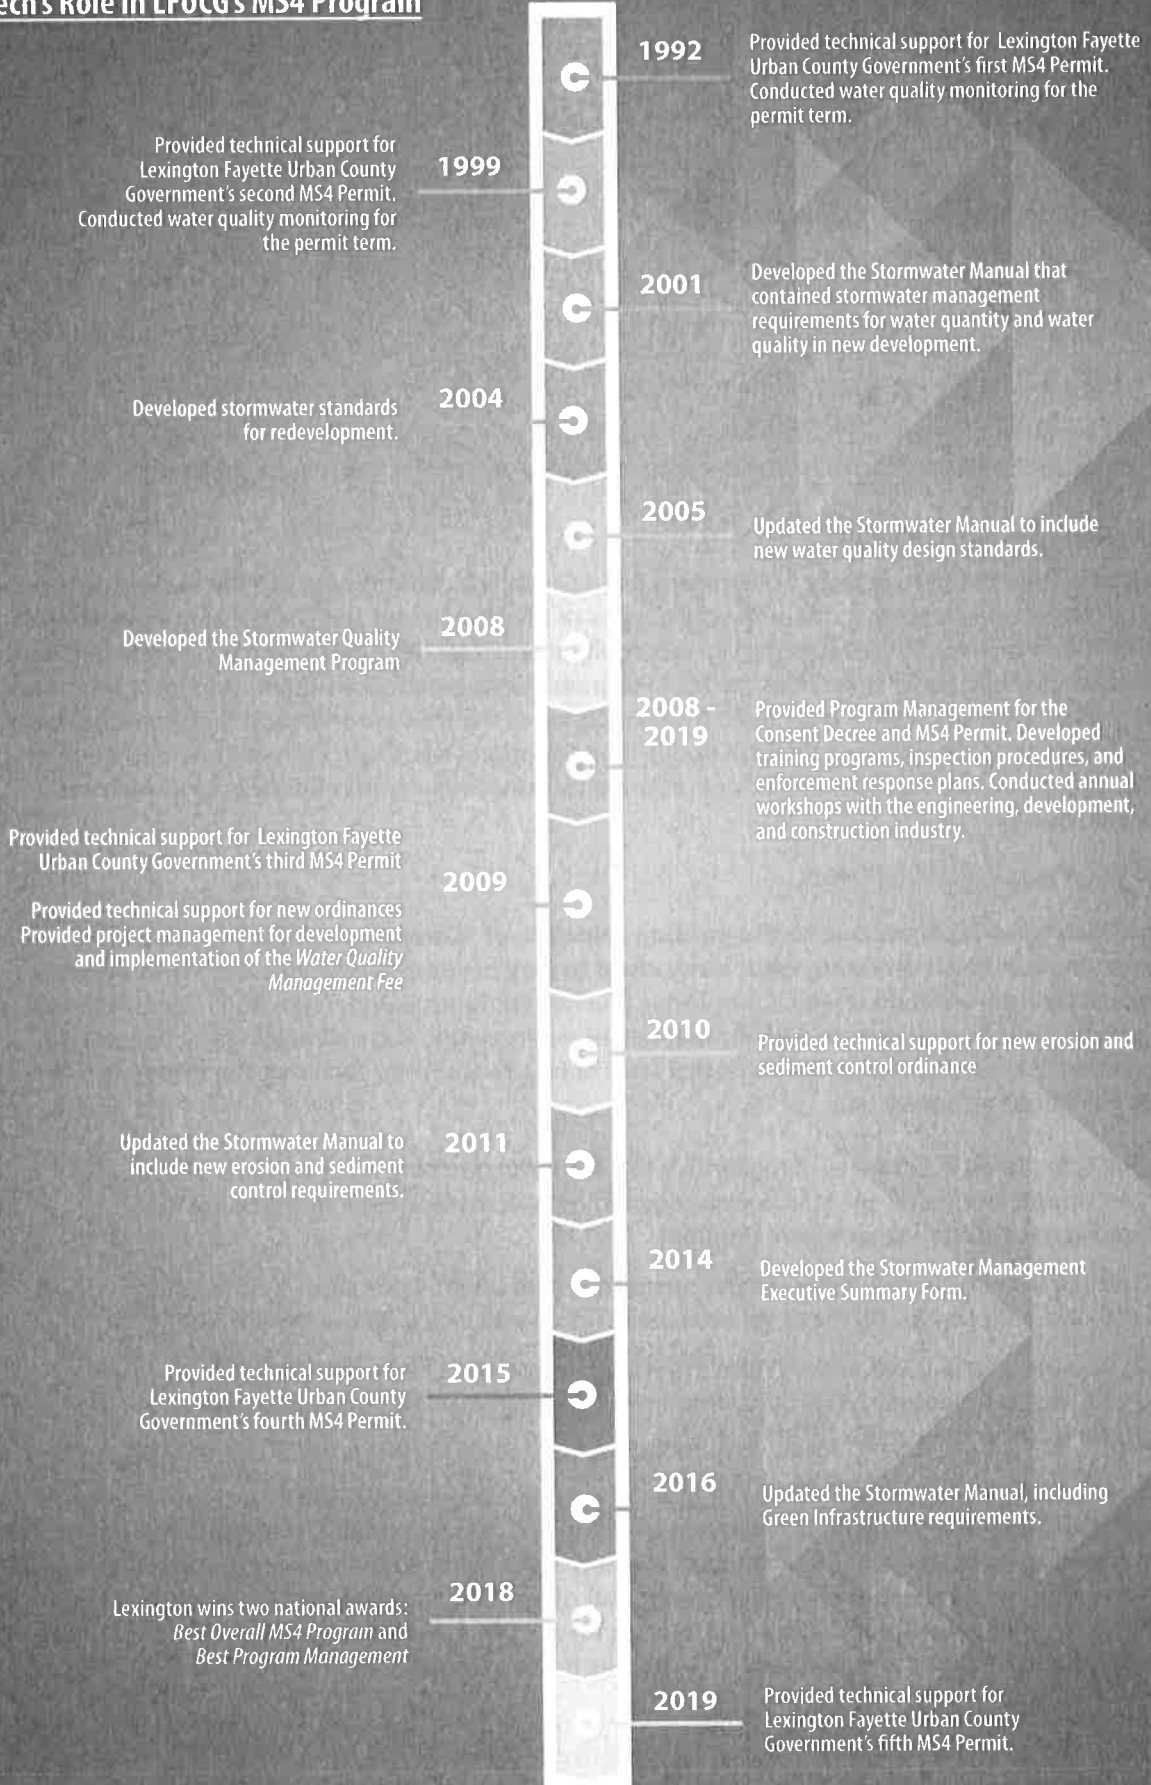 Role in LFUCG's MS4 Program
1992
Provided technical support for Lexington Fayette
Urban County Government's first MS4 Permit.
Conducted water quality monitoring for the
permit term.
Provided technical support for
Lexington Fayette Urban County
Government's second MS4 Permit.
Conducted water quality monitoring for
the permit term.
1999
2001
Developed the Stormwater Manual that
contained stormwater management
requirements for water quantity and water
quality in new development.
Developed stormwater standards
for redevelopment.
2004
2005
Updated the Stormwater Manual to include
new water quality design standards.
Developed the Stormwater Quality
Management Program
2008
2008 -
2019
Provided Program Management for the
Consent Decree and MS4 Permit. Developed
training programs, inspection procedures, and
enforcement response plans. Conducted annual
workshops with the engineering, development,
and construction industry.
Provided technical support for Lexington Fayette
Urban County Government's third MS4 Permit
Provided technical support for new ordinances
Provided project management for development
and implementation of the Water Quality
Management Fee
2009
2010
Provided technical support for new erosion and
sediment control ordinance
Updated the Stormwater Manual to
include new erosion and sediment
control requirements.
2011
2014
Developed the Stormwater Management
Executive Summary Form.
Provided technical support for
Lexington Fayette Urban County
Government's fourth MS4 Permit.
2015
2016
Updated the Stormwater Manual, including
Green Infrastructure requirements.
Lexington wins two national awards:
Best Overall MS4 Program and
Best Program Management
2018
2019
Provided technical support for
Lexington Fayette Urban County
Government's fifth MS4 Permit.